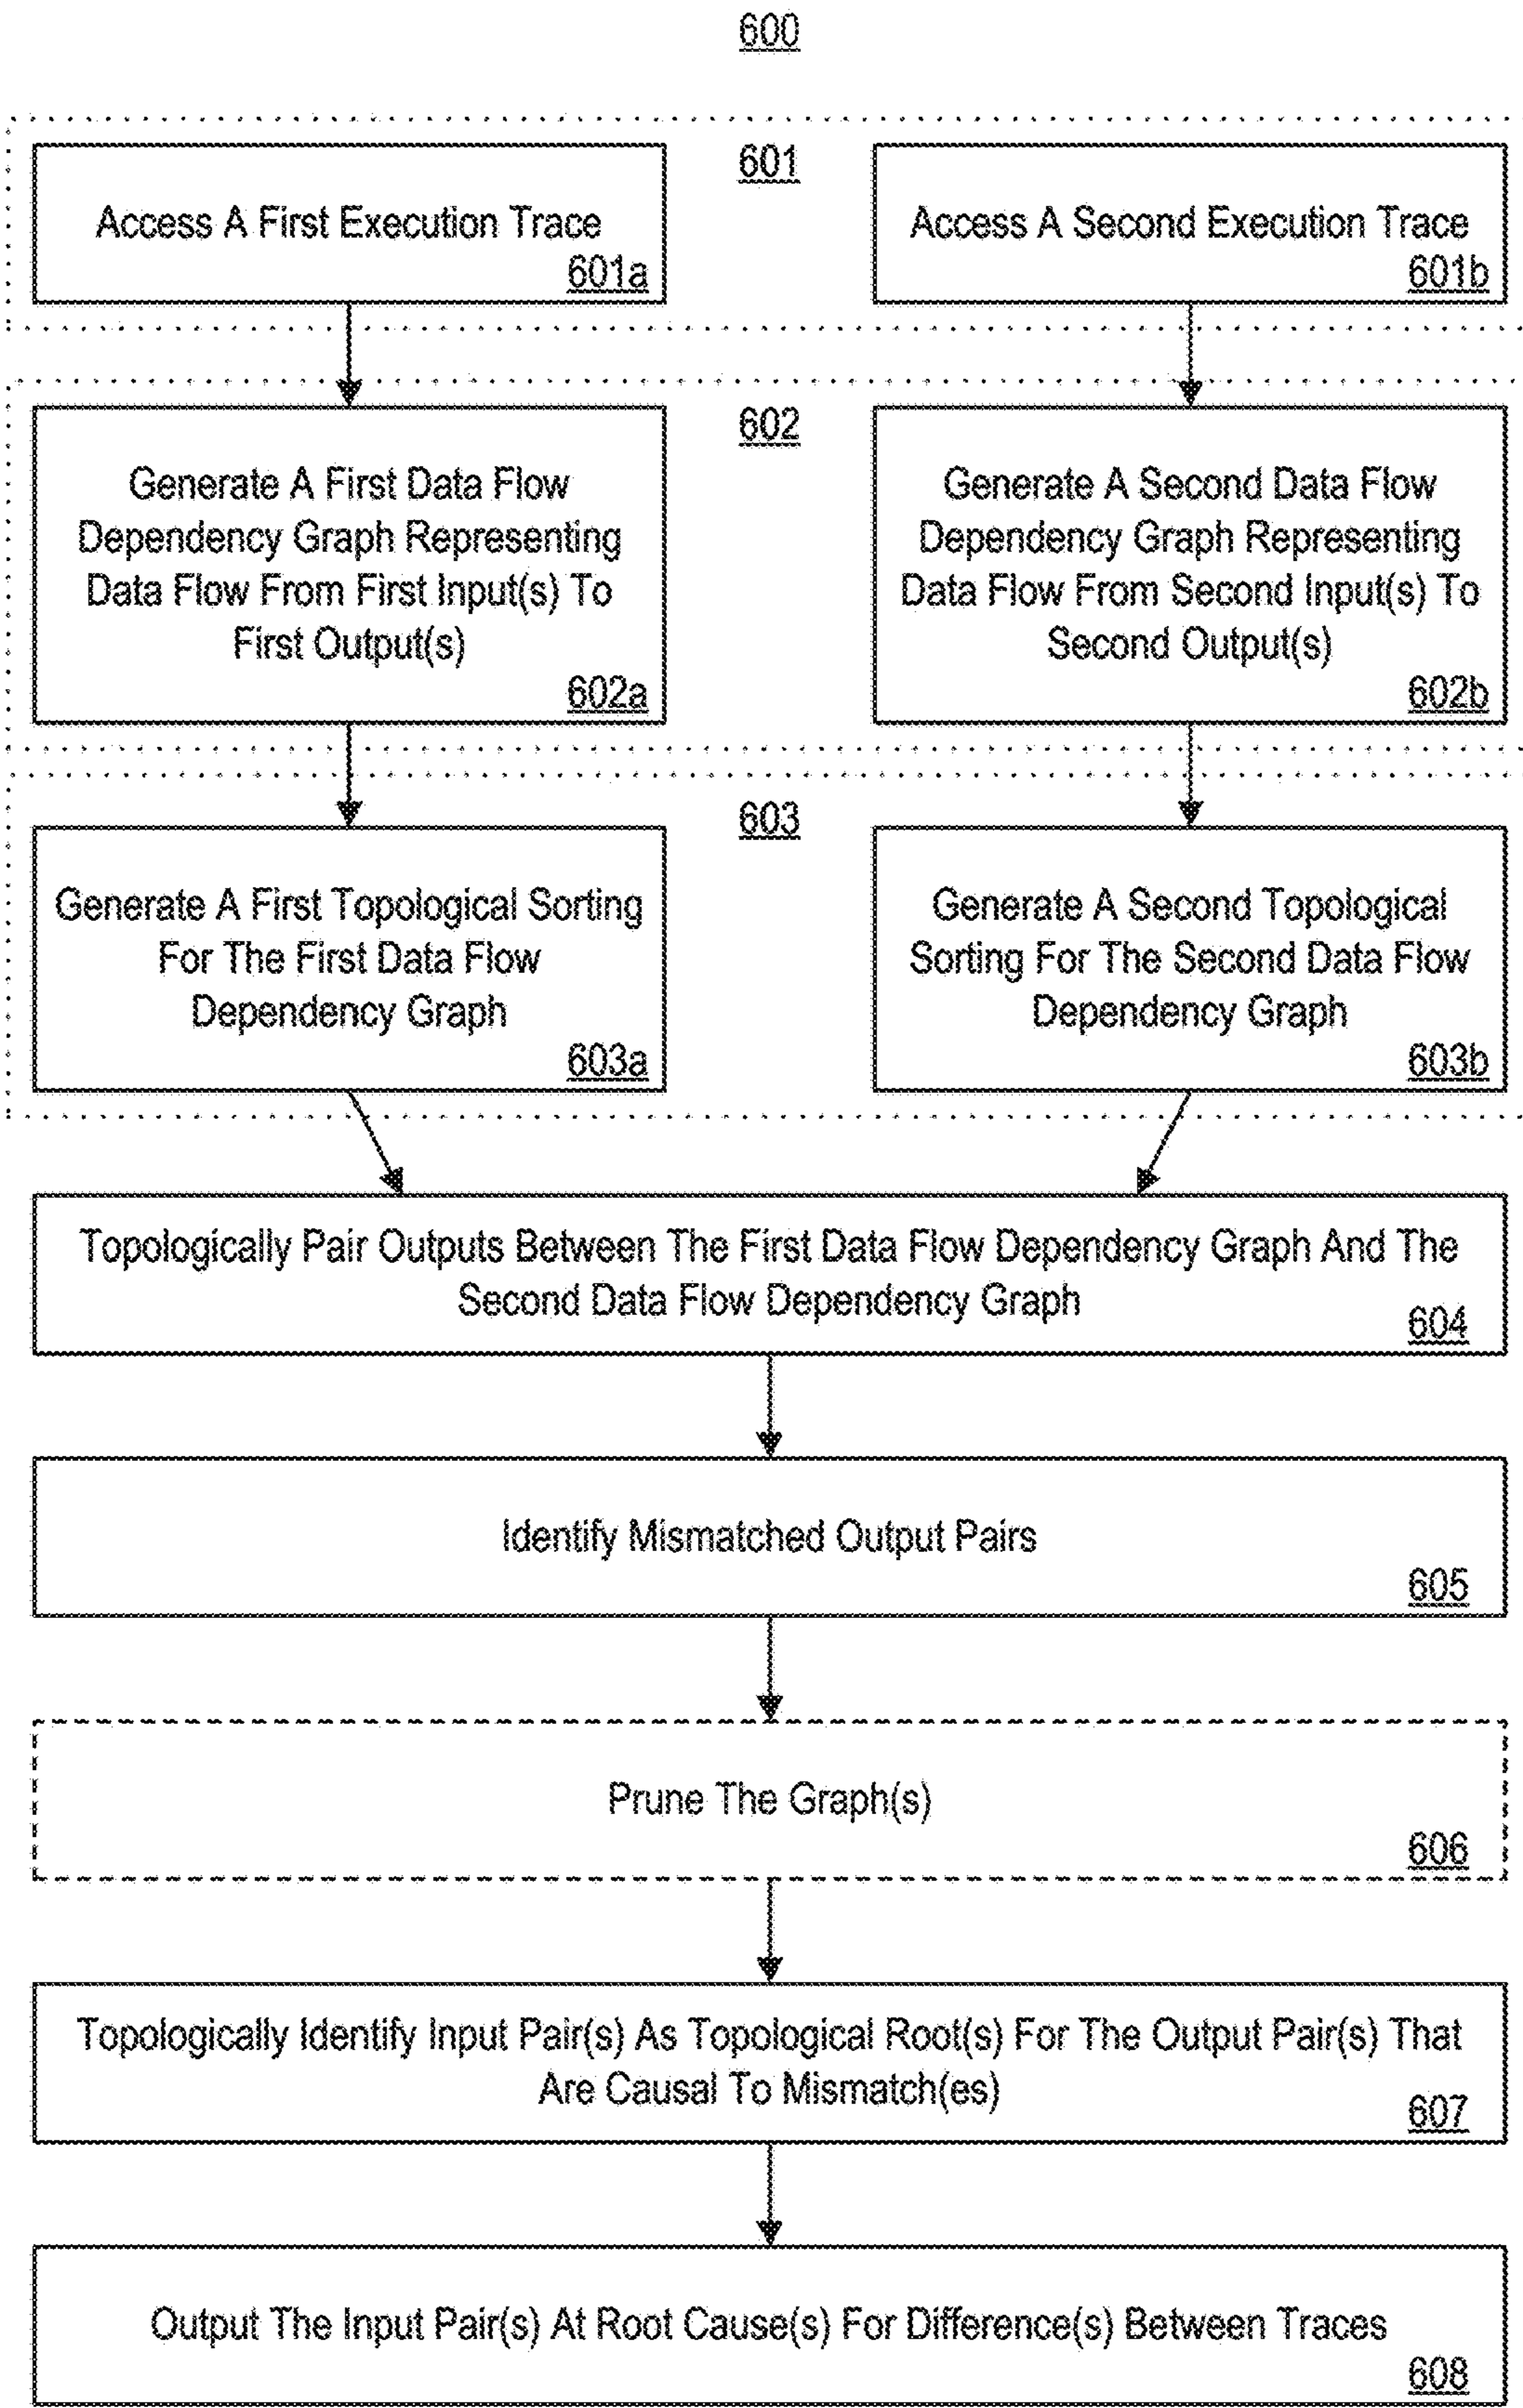 600
601
Access A First Execution Trace
601a
Access A Second Execution Trace
601b
602
Generate A First Data Flow
Dependency Graph Representing
Data Flow From First Input(s) To
First Output(s)
602a
Generate A Second Data Flow
Dependency Graph Representing
Data Flow From Second Input(s) To
Second Output(s)
602b
603
Generate A First Topological Sorting
For The First Data Flow
Dependency Graph
603a
Generate A Second Topological
Sorting For The Second Data Flow
Dependency Graph
603b
Topologically Pair Outputs Between The First Data Flow Dependency Graph And The
Second Data Flow Dependency Graph
604
Identify Mismatched Output Pairs
605
Prune The Graph(s)
606
Topologically Identify Input Pair(s) As Topological Root(s) For The Output Pair(s) That
Are Causal To Mismatch(es)
607
Output The Input Pair(s) At Root Cause(s) For Difference(s) Between Traces
608